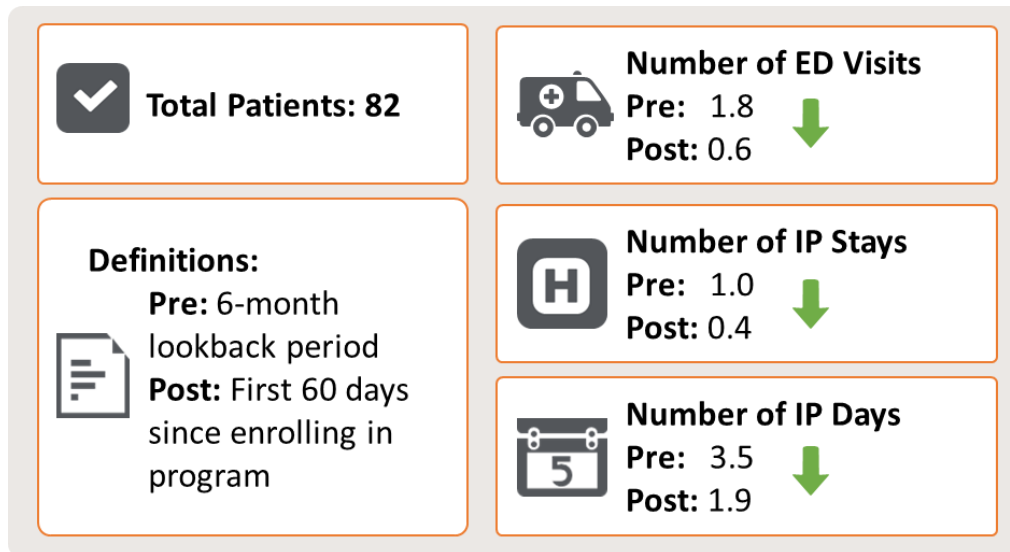 Total Patients: 82
Definitions:
Pre: 6-month
lookback period
Post: First 60 days
since enrolling in
program
Number of ED Visits
Pre: 1.8
Post: 0.6
H
Number of IP Stays
Pre: 1.0
Post: 0.4
5
Number of IP Days
Pre: 3.5
Post: 1.9